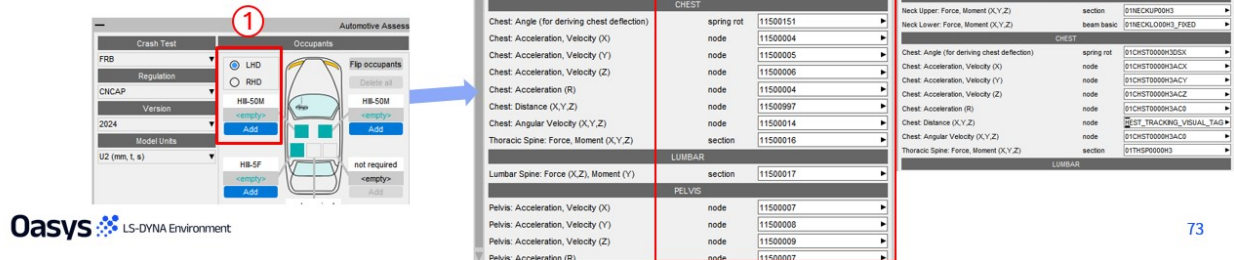 Automotive Assess
1
Crash Test
FRB
Regulation
CNCAP
Version
2024
Model Units
U2 (mm, t, s)
Occupants
LHD
RHD
Flip occupants
Delete all
HIII-50M
<empty>
Add
HIII-50M
<empty>
Add
HIII-5F
<empty>
Add
not required
<empty>
Add
CHEST
Chest: Angle (for deriving chest deflection) spring rot 11500151
Chest: Acceleration, Velocity (X) node 11500004
Chest: Acceleration, Velocity (Y) node 11500005
Chest: Acceleration, Velocity (Z) node 11500006
Chest: Acceleration (R) node 11500004
Chest: Distance (X,Y,Z) node 11500997
Chest: Angular Velocity (X,Y,Z) node 11500014
Thoracic Spine: Force, Moment (X,Y,Z) section 11500016
LUMBAR
Lumbar Spine: Force (X,Z), Moment (Y) section 11500017
PELVIS
Pelvis: Acceleration, Velocity (X) node 11500007
Pelvis: Acceleration, Velocity (Y) node 11500008
Pelvis: Acceleration, Velocity (Z) node 11500009
Pelvis: Acceleration (R) node 11500007
Neck Upper: Force, Moment (X,Y,Z) section 01NECKUP00H3
Neck Lower: Force, Moment (X,Y,Z) beam basic 01NECKLO00H3_FIXED
CHEST
Chest: Angle (for deriving chest deflection) spring rot 01CHST0000H3DSX
Chest: Acceleration, Velocity (X) node 01CHST0000H3ACX
Chest: Acceleration, Velocity (Y) node 01CHST0000H3ACY
Chest: Acceleration, Velocity (Z) node 01CHST0000H3ACZ
Chest: Acceleration (R) node 01CHST0000H3AC0
Chest: Distance (X,Y,Z) node HEST_TRACKING_VISUAL_TAG
Chest: Angular Velocity (X,Y,Z) node 01CHST0000H3AC0
Thoracic Spine: Force, Moment (X,Y,Z) section 01THSP0000H3
LUMBAR
Oasys LS-DYNA Environment
73